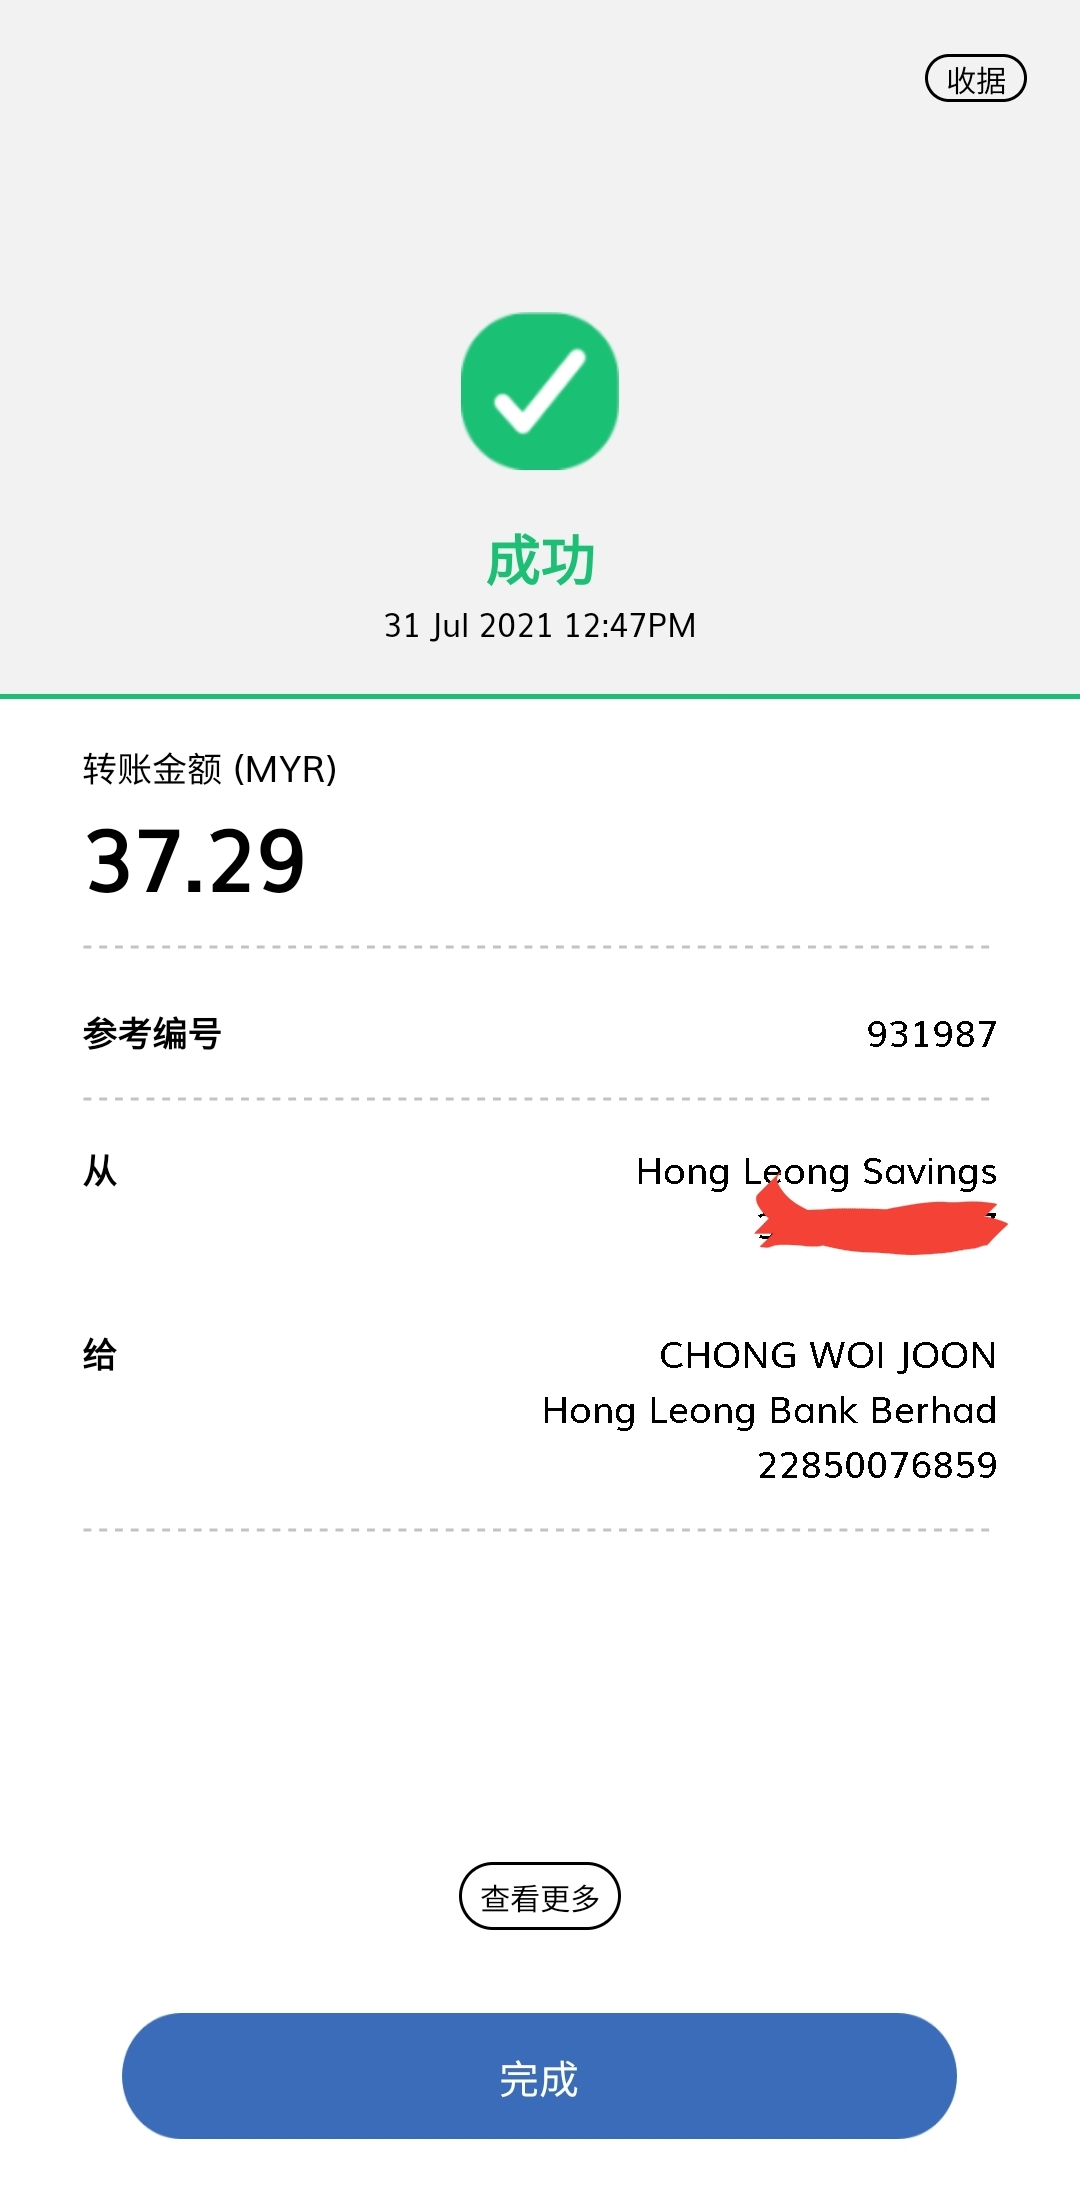 收据
成功
31 Jul 2021 12:47PM
转账金额 (MYR)
37.29
参考编号 931987
从 Hong Leong Savings
给 CHONG WOI JOON
Hong Leong Bank Berhad
22850076859
查看更多
完成